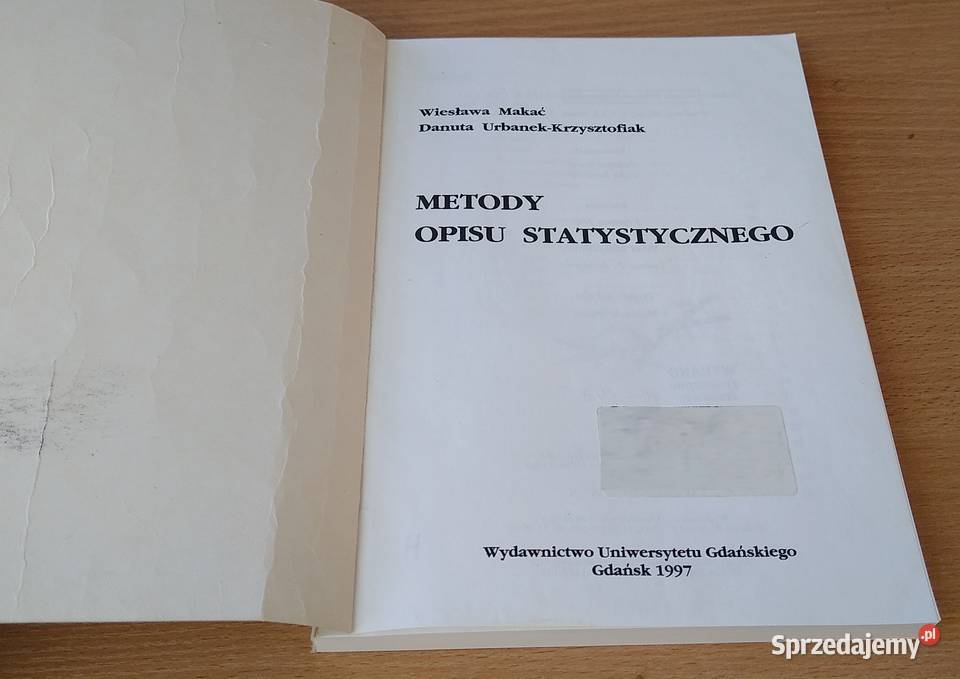 Wiesława Makać
Danuta Urbanek-Krzysztofiak
METODY
OPISU STATYSTYCZNEGO
Wydawnictwo Uniwersytetu Gdańskiego
Gdańsk 1997
Sprzedajemy.pl